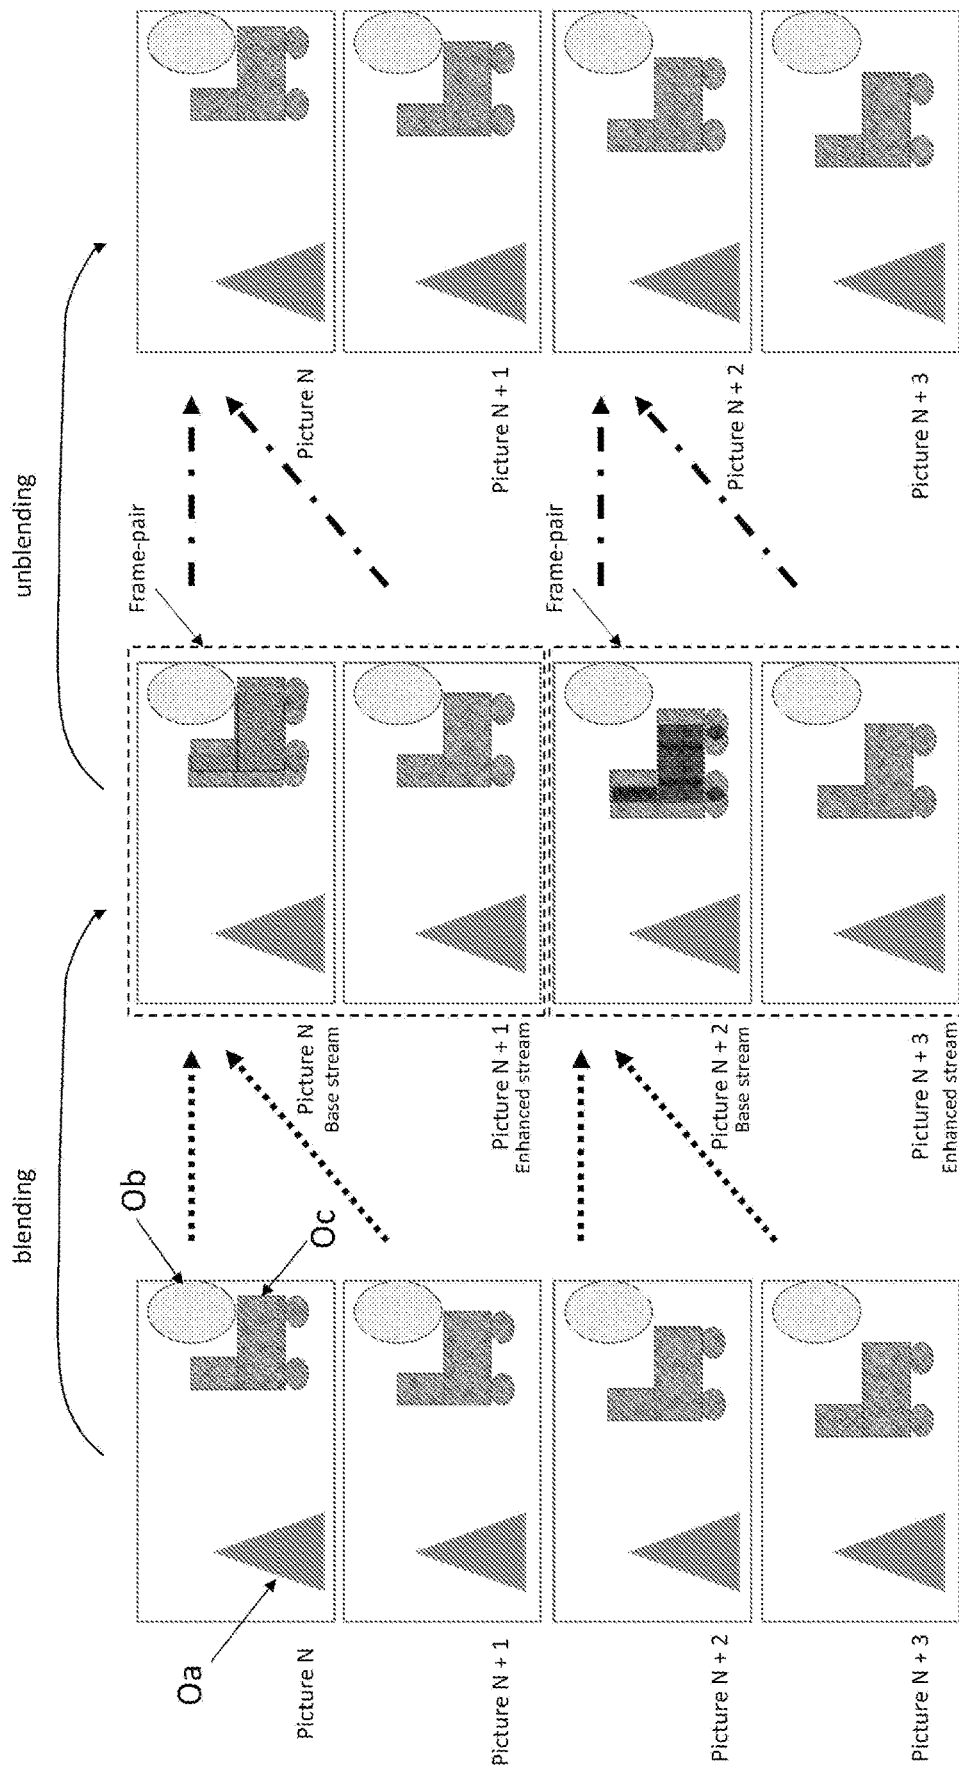 blending
unblending
Oa
Ob
Oc
Picture N
Picture N + 1
Picture N + 2
Picture N + 3
Picture N
Base stream
Picture N + 1
Enhanced stream
Picture N + 2
Base stream
Picture N + 3
Enhanced stream
Frame-pair
Frame-pair
Picture N
Picture N + 1
Picture N + 2
Picture N + 3